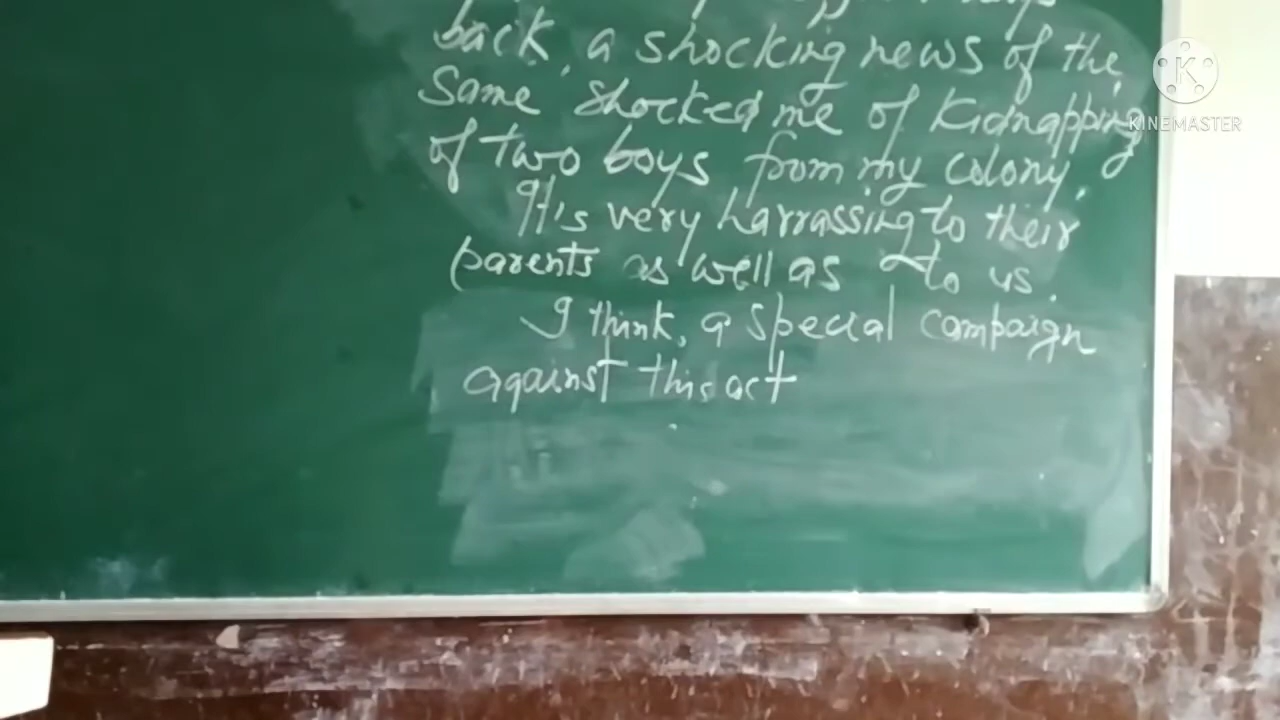 back, a shocking news of the
same shocked me of Kidnapping
of two boys from my colony.
It's very harrassing to their
parents as well as to us.
I think, a special campaign
against this act
K
KINEMASTER